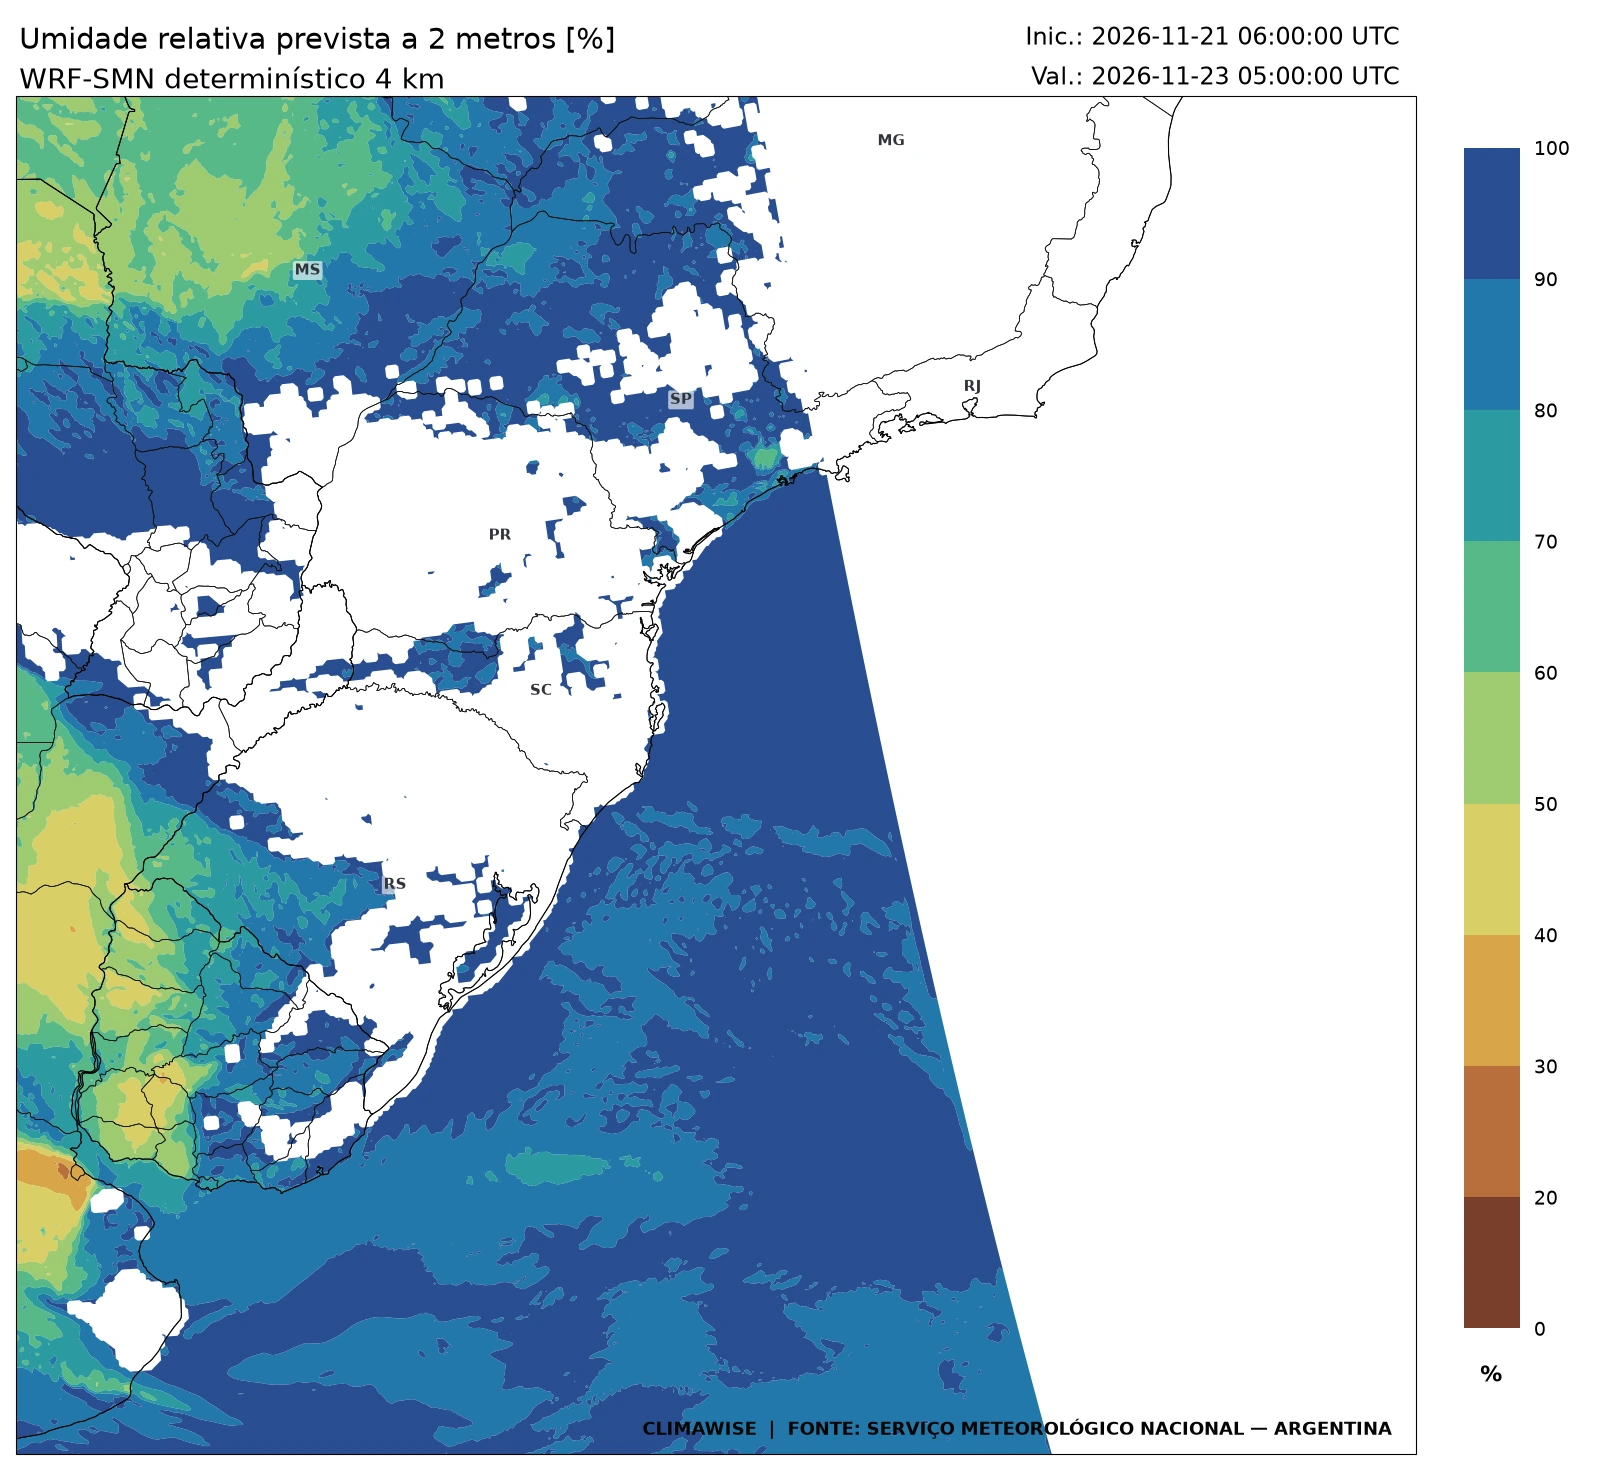 Umidade relativa prevista a 2 metros [%]
WRF-SMN determinístico 4 km
Inic.: 2026-11-21 06:00:00 UTC
Val.: 2026-11-23 05:00:00 UTC
MG
MS
RJ
SP
PR
SC
RS
100
90
80
70
60
50
40
30
20
0
%
CLIMAWISE | FONTE: SERVIÇO METEOROLÓGICO NACIONAL — ARGENTINA